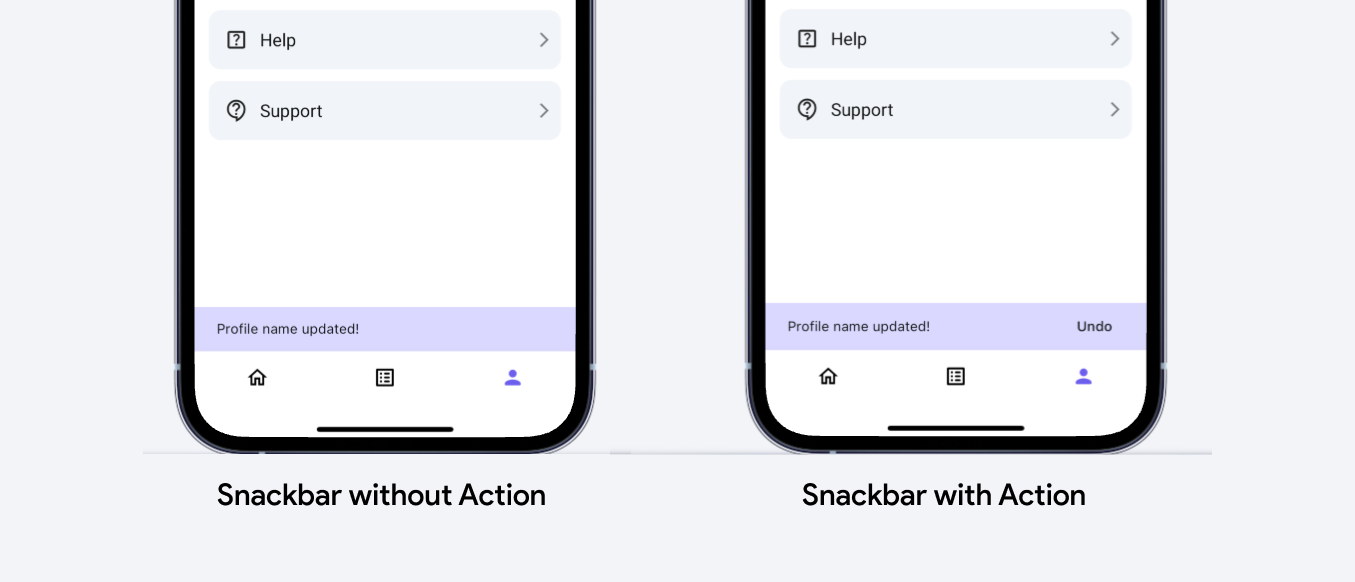 Help
Support
Profile name updated!
Snackbar without Action
Help
Support
Profile name updated! Undo
Snackbar with Action